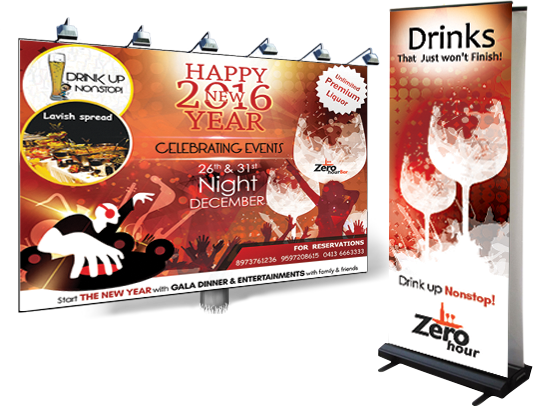 DRINK UP
NONSTOP!
Lavish spread
HAPPY
2016
NEW
YEAR
CELEBRATING EVENTS
26th & 31st
Night
DECEMBER
Unlimited
Premium
Liquor
Zero
hour Bar
FOR RESERVATIONS
8973761236 9597208615 0413 6663333
Start THE NEW YEAR with GALA DINNER & ENTERTAINMENTS with family & friends
Drinks
That Just won't Finish!
Drink up Nonstop!
Zero
hour